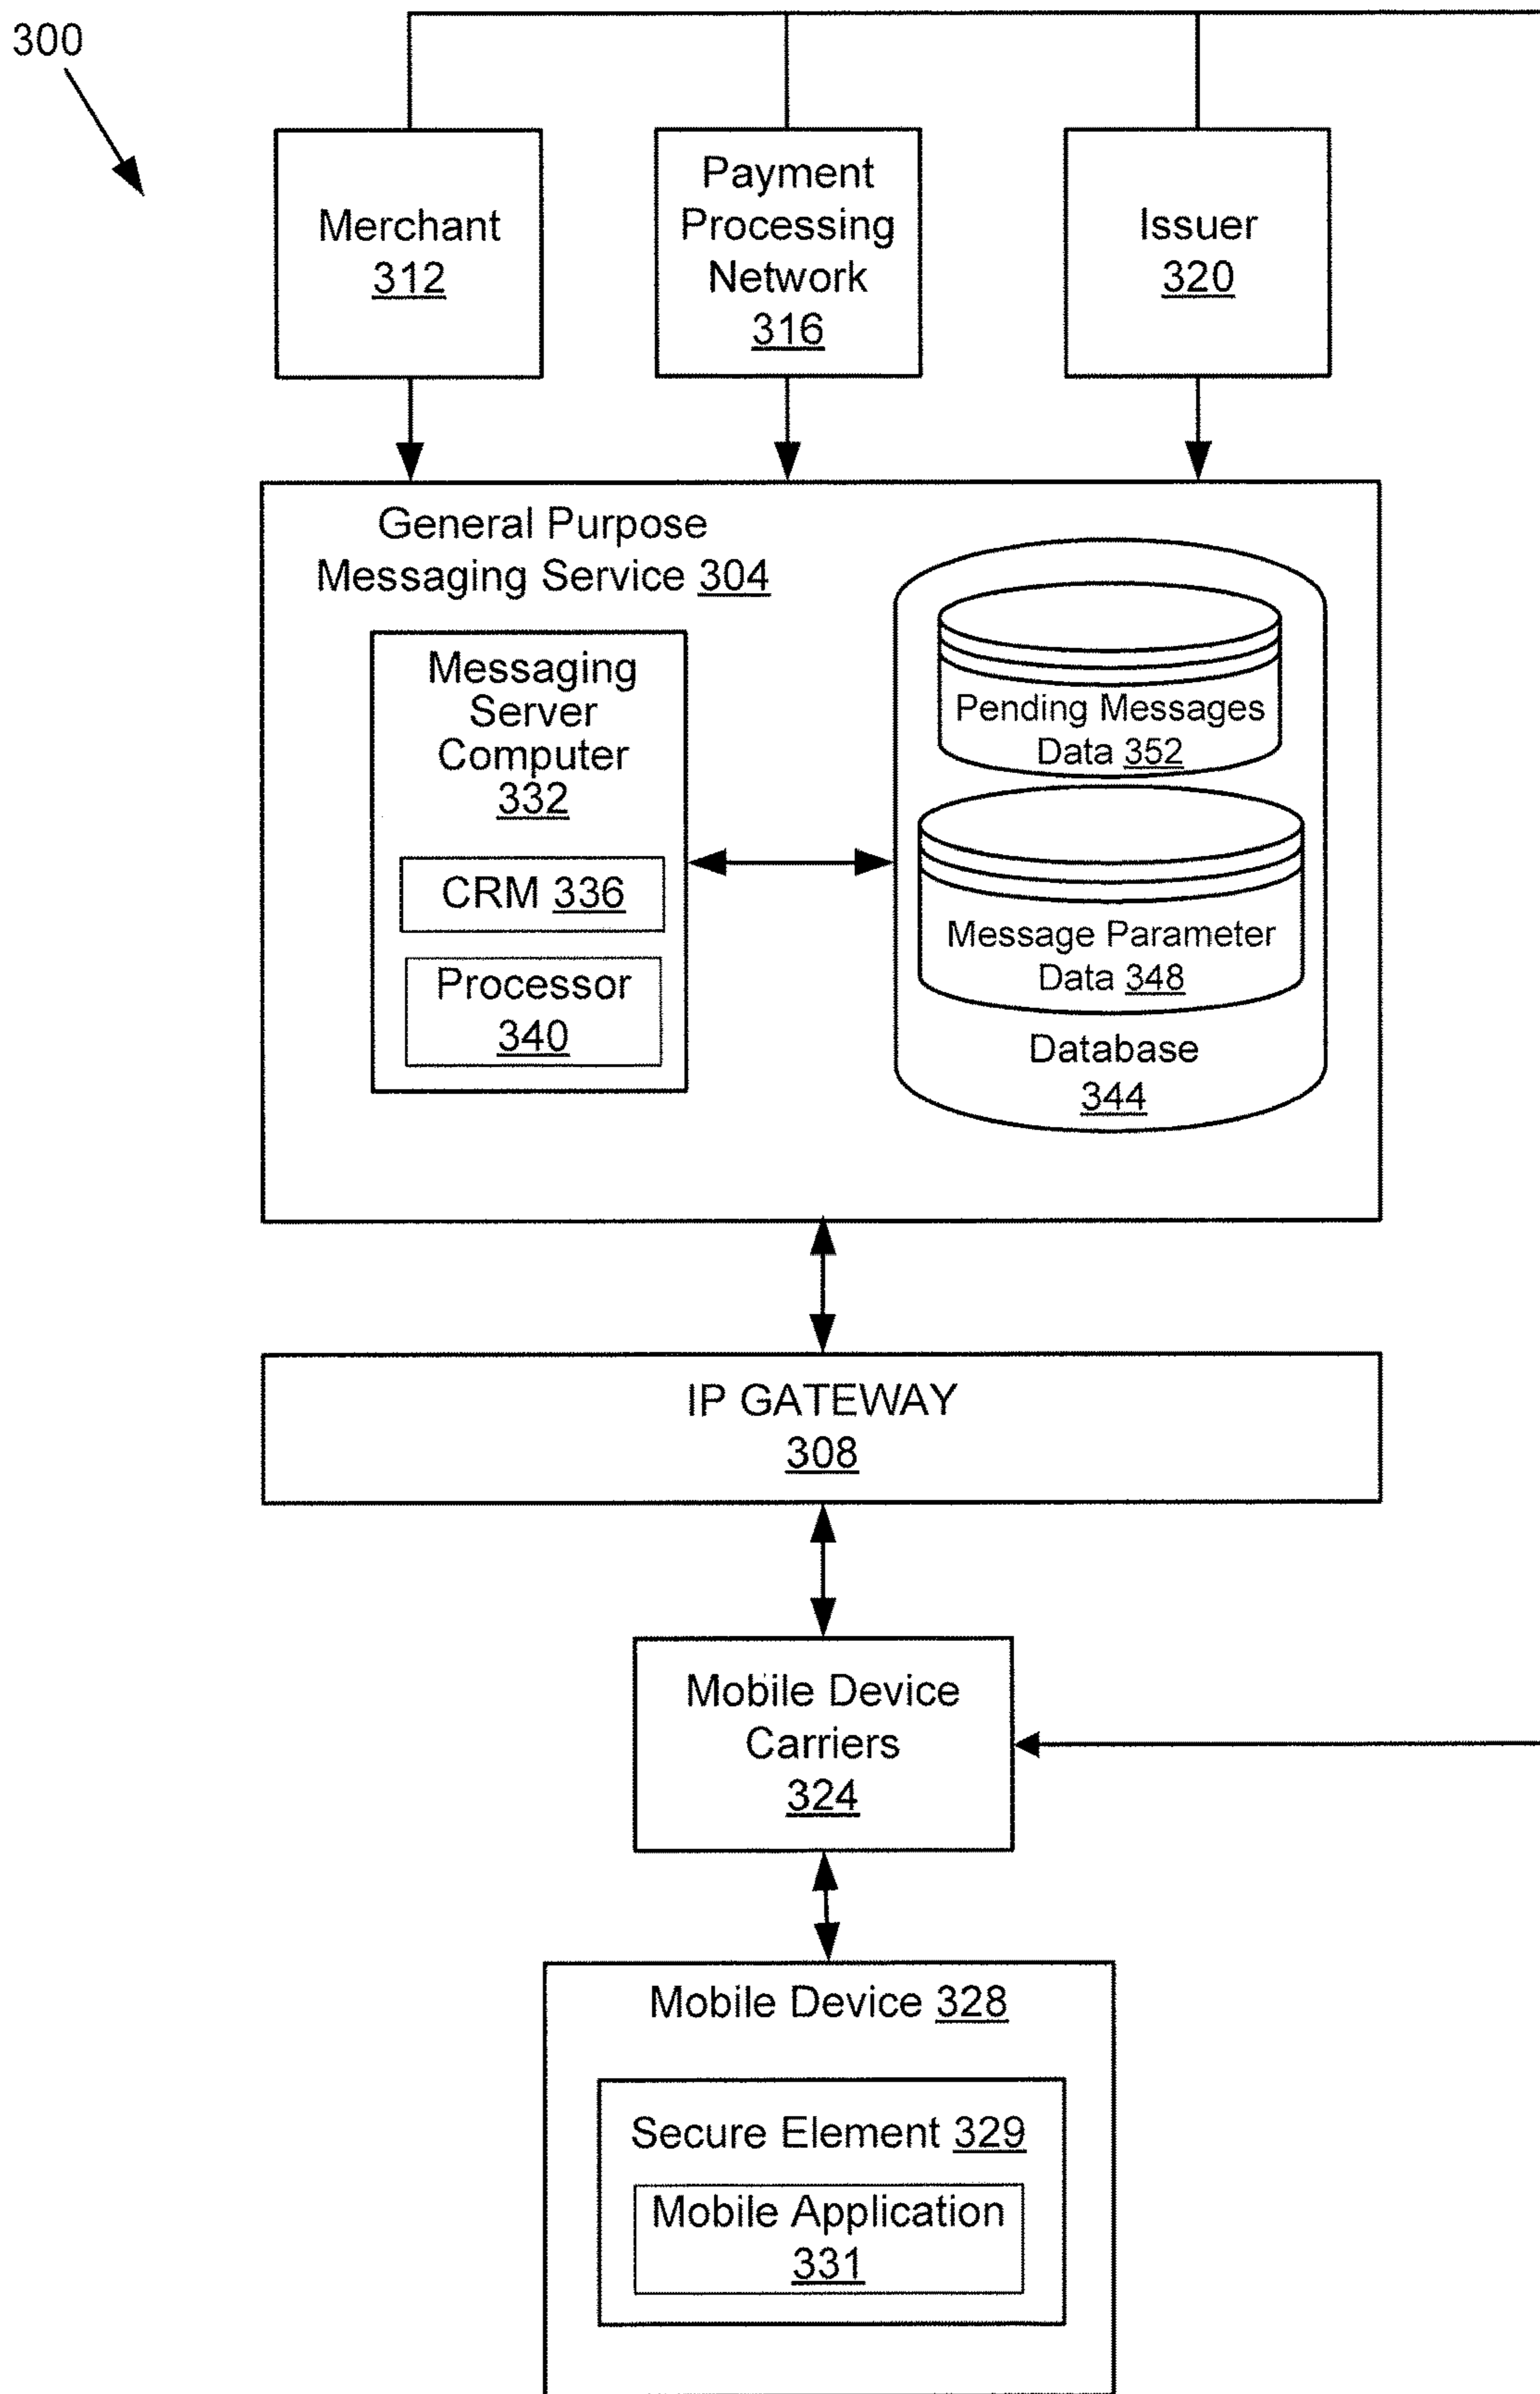 300
Merchant
312
Payment
Processing
Network
316
Issuer
320
General Purpose
Messaging Service 304
Messaging
Server
Computer
332
CRM 336
Processor
340
Pending Messages
Data 352
Message Parameter
Data 348
Database
344
IP GATEWAY
308
Mobile Device
Carriers
324
Mobile Device 328
Secure Element 329
Mobile Application
331